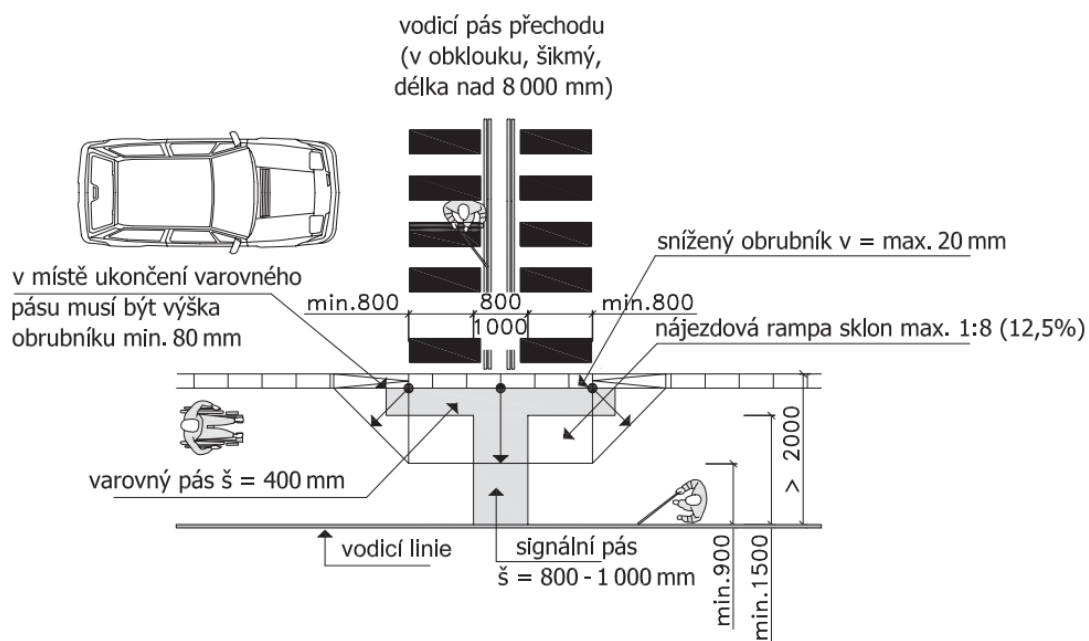 vodicí pás přechodu
(v obklouku, šikmý,
délka nad 8 000 mm)
snížený obrubník v = max. 20 mm
v místě ukončení varovného
pásu musí být výška
obrubníku min. 80 mm
min.800
800
1000
min.800
nájezdová rampa sklon max. 1:8 (12,5%)
varovný pás š = 400 mm
> 2000
vodicí linie
signální pás
š = 800 - 1 000 mm
min.900
min.1500